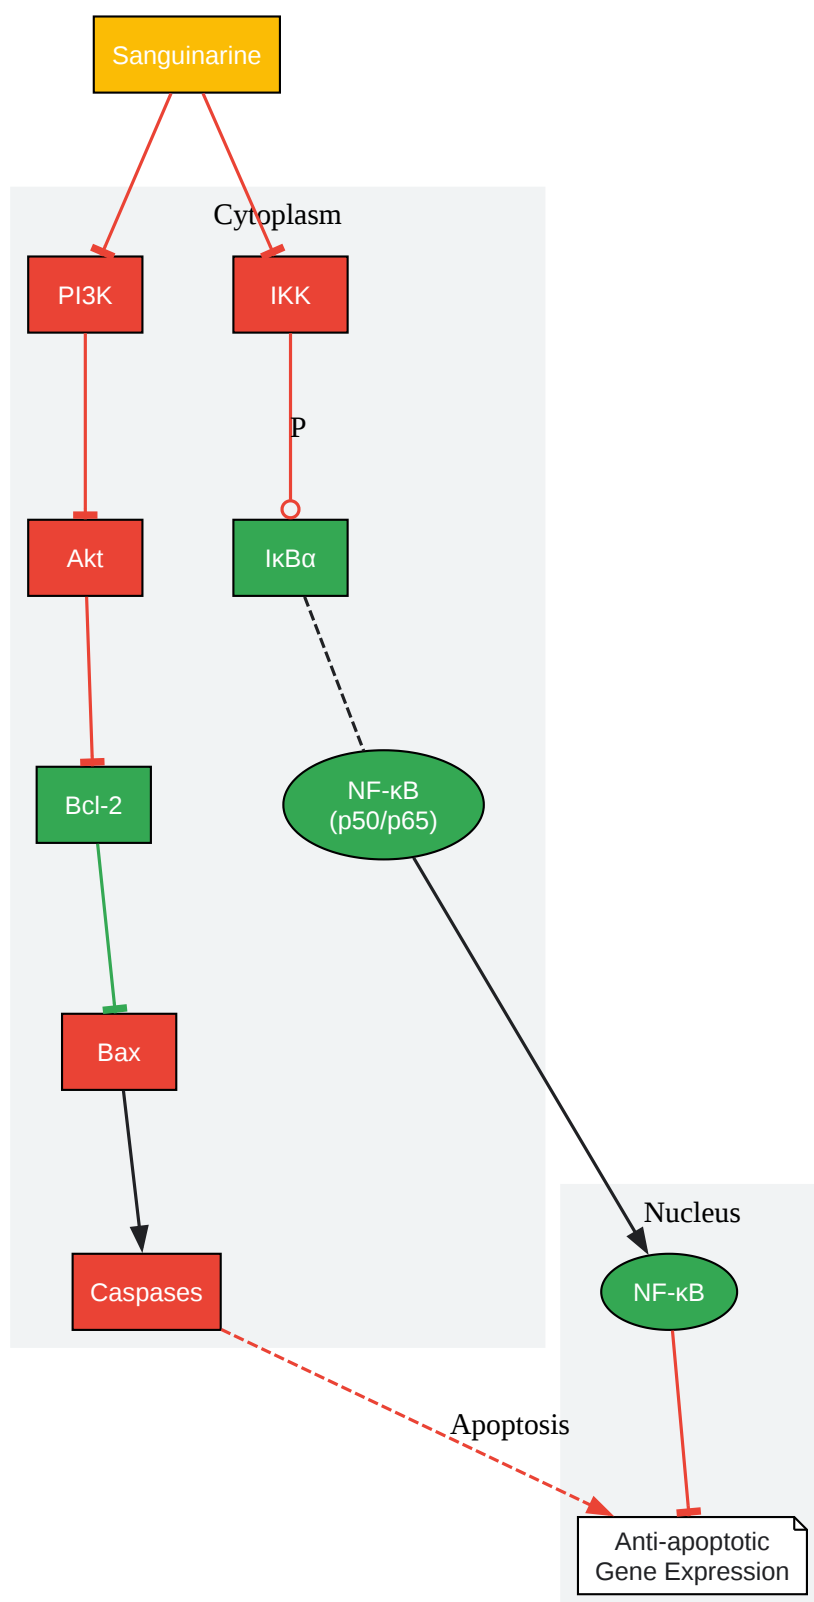 Sanguinarine
Cytoplasm
PI3K
IKK
P
Akt
IκBα
Bcl-2
NF-κB
(p50/p65)
Bax
Nucleus
Caspases
NF-κB
Apoptosis
Anti-apoptotic
Gene Expression